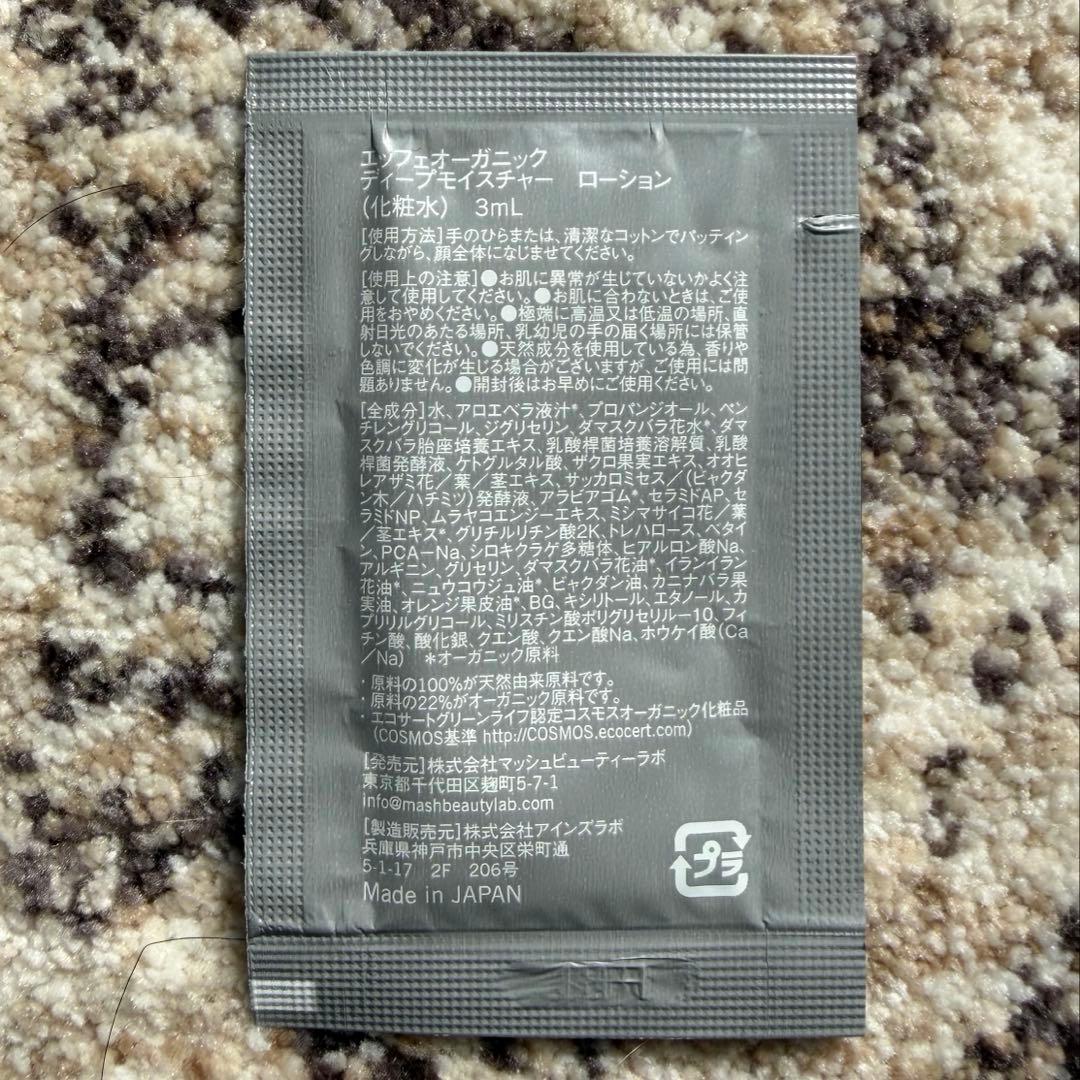 エッフェオーガニック
ディープモイスチャー　ローション
(化粧水)　3mL
[使用方法]手のひらまたは、清潔なコットンでパッティン
グしながら、顔全体になじませてください。
[使用上の注意]●お肌に異常が生じていないかよく注
意して使用してください。●お肌に合わないときは、ご使
用をおやめください。●極端に高温又は低温の場所、直
射日光のあたる場所、乳幼児の手の届く場所には保管
しないでください。●天然成分を使用している為、香りや
色調に変化が生じる場合がございますが、ご使用には問
題ありません。●開封後はお早めにご使用ください。
[全成分]水、アロエベラ液汁*、プロパンジオール、ペン
チレングリコール、ジグリセリン、ダマスクバラ花水*、ダマ
スクバラ胎座培養エキス、乳酸桿菌培養溶解質、乳酸
桿菌発酵液、ケトグルタル酸、ザクロ果実エキス、オオヒ
レアザミ花／葉／茎エキス、サッカロミセス／(ビャクダ
ン木／ハチミツ)発酵液、アラビアゴム*、セラミドAP、セ
ラミドNP、ムラヤコエンジーエキス、ミシマサイコ花／葉
／茎エキス*、グリチルリチン酸2K、トレハロース、ベタイ
ン、PCA－Na、シロキクラゲ多糖体、ヒアルロン酸Na、
アルギニン、グリセリン、ダマスクバラ花油*、イランイラン
花油*、ニュウコウジュ油*、ビャクダン油、カニナバラ果
実油、オレンジ果皮油*、BG、キシリトール、エタノール、カ
プリリルグリコール、ミリスチン酸ポリグリセリル－10、フィ
チン酸、酸化銀、クエン酸、クエン酸Na、ホウケイ酸(Ca
／Na)　＊オーガニック原料
・原料の100%が天然由来原料です。
・原料の22%がオーガニック原料です。
・エコサートグリーンライフ認定コスモスオーガニック化粧品
(COSMOS基準 http://COSMOS.ecocert.com)
[発売元]株式会社マッシュビューティーラボ
東京都千代田区麹町5-7-1
info@mashbeautylab.com
[製造販売元]株式会社アインズラボ
兵庫県神戸市中央区栄町通
5-1-17　2F　206号
Made in JAPAN
プラ